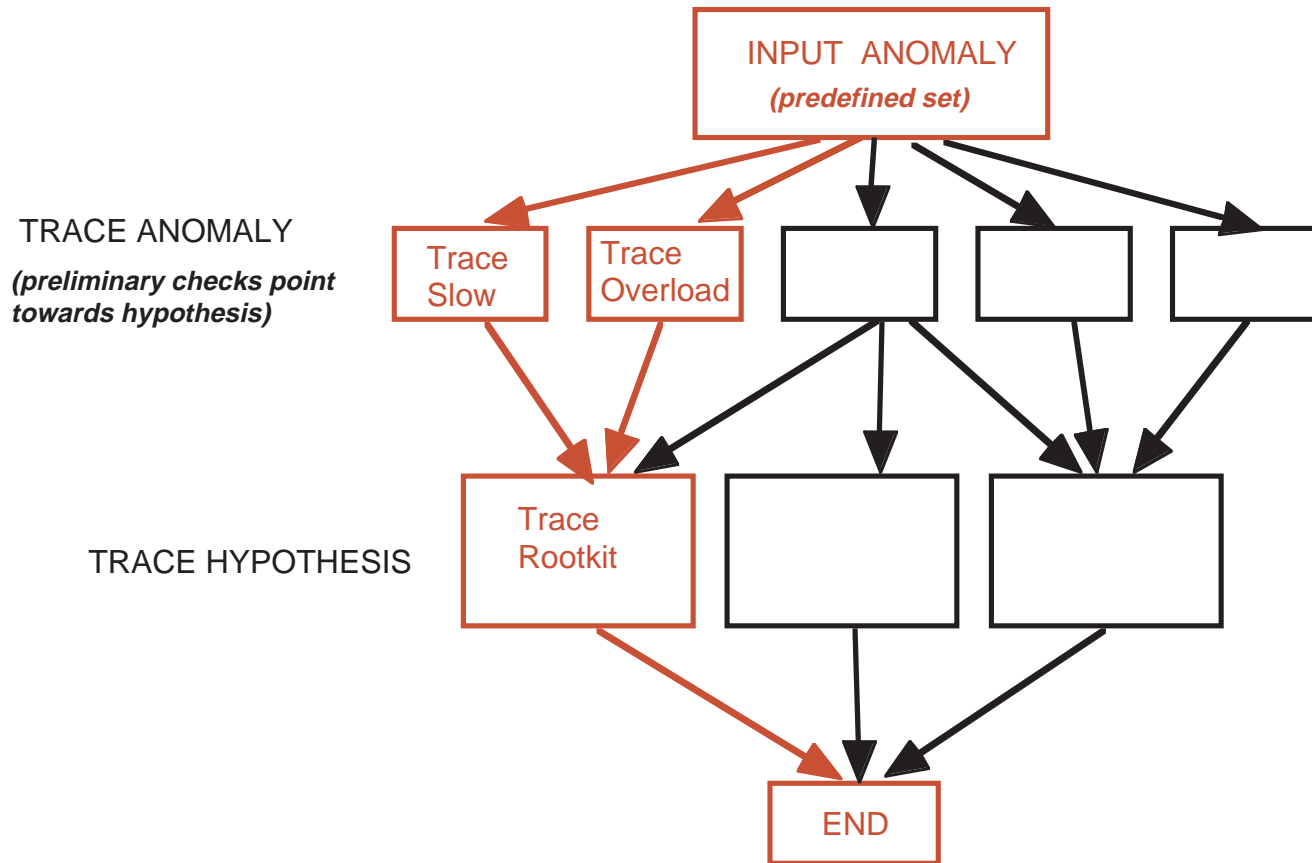 INPUT ANOMALY
(predefined set)
TRACE ANOMALY
(preliminary checks point
towards hypothesis)
Trace
Slow
Trace
Overload
TRACE HYPOTHESIS
Trace
Rootkit
END